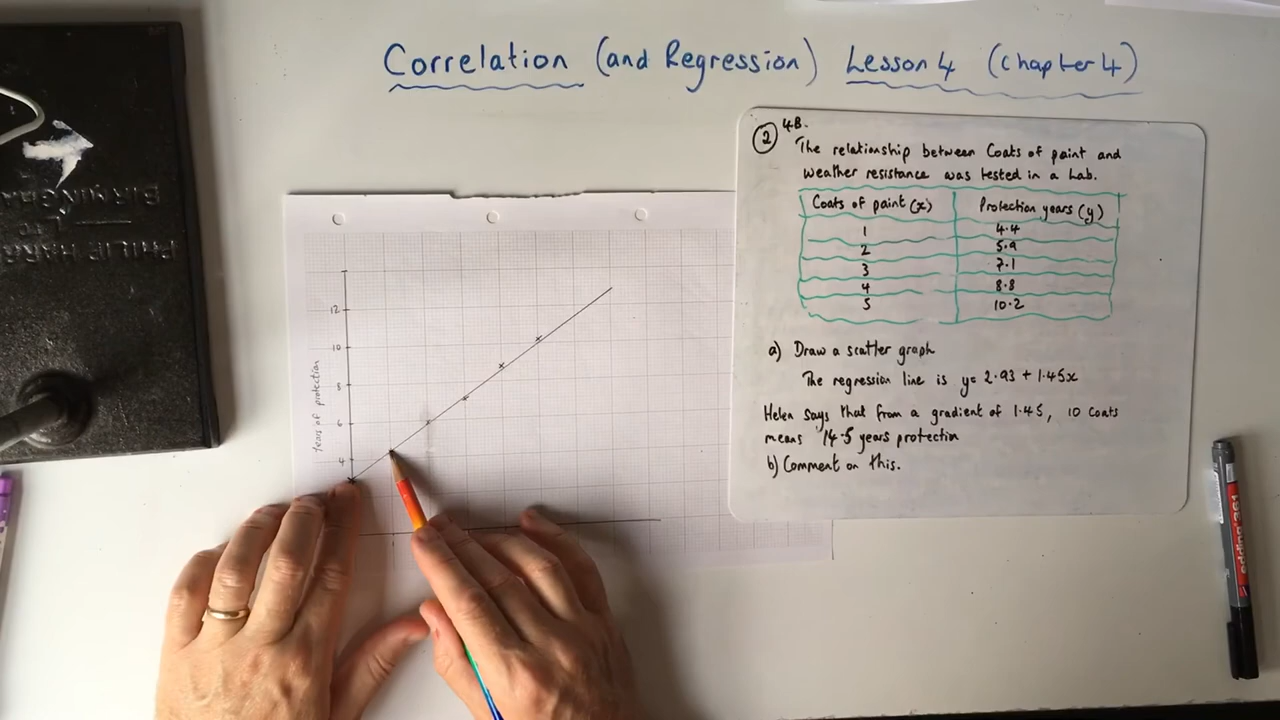 Correlation (and Regression) Lesson 4 (Chapter 4)
② 4B.
The relationship between Coats of paint and
weather resistance was tested in a Lab.
Coats of paint (x) Protection years (y)
1 4.4
2 5.9
3 7.1
4 8.8
5 10.2
a) Draw a scatter graph
The regression line is y = 2.93 + 1.45x
Helen says that from a gradient of 1.45, 10 coats
means 14.5 years protection
b) Comment on this.
12
10
8
6
4
Years of protection
BIRMINGHAM
PHILIP HARRIS